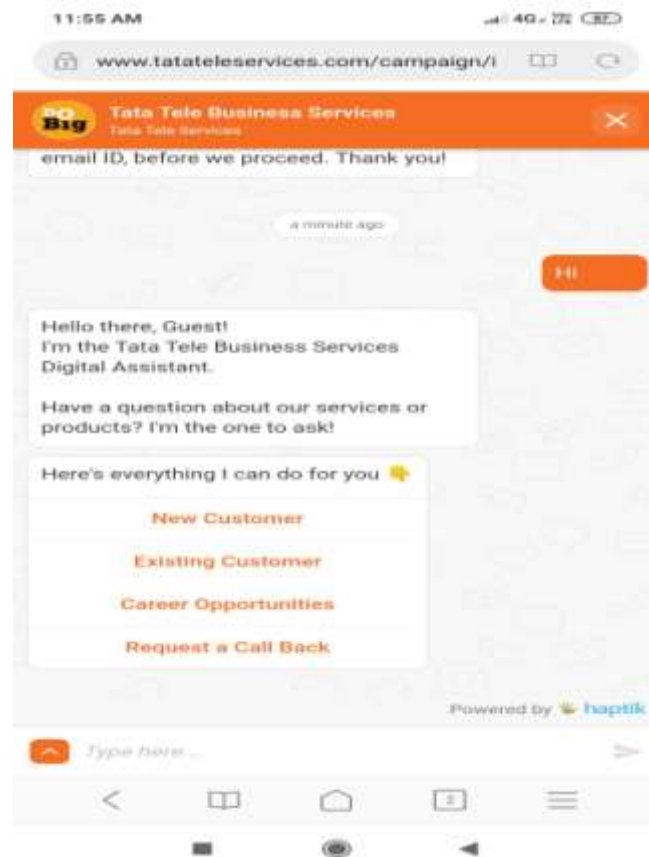 11:55 AM
4G
www.tatateleservices.com/campaign/i
DO
Big
Tata Tele Business Services
Tata Tele Services
email ID, before we proceed. Thank you!
a minute ago
Hi
Hello there, Guest!
I'm the Tata Tele Business Services
Digital Assistant.
Have a question about our services or
products? I'm the one to ask!
Here's everything I can do for you 👇
New Customer
Existing Customer
Career Opportunities
Request a Call Back
Powered by haptik
Type here ...